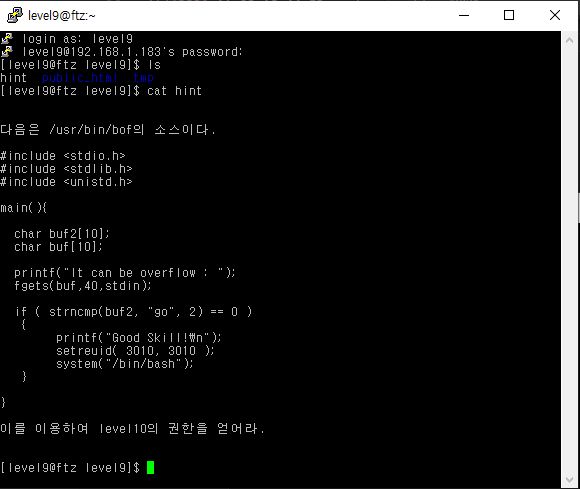 level9@ftz:~
login as: level9
level9@192.168.1.183's password:
[level9@ftz level9]$ ls
hint  public_html  tmp
[level9@ftz level9]$ cat hint
다음은 /usr/bin/bof의 소스이다.
#include <stdio.h>
#include <stdlib.h>
#include <unistd.h>
main(){
char buf2[10];
char buf[10];
printf("It can be overflow : ");
fgets(buf,40,stdin);
if ( strncmp(buf2, "go", 2) == 0 )
{
printf("Good Skill!₩n");
setreuid( 3010, 3010 );
system("/bin/bash");
}
}
이를 이용하여 level10의 권한을 얻어라.
[level9@ftz level9]$